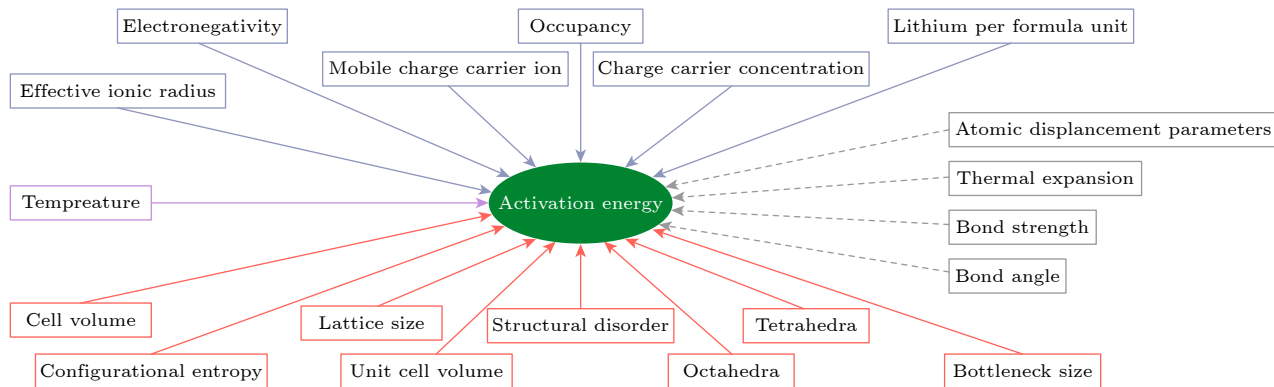 Electronegativity
Occupancy
Lithium per formula unit
Mobile charge carrier ion
Charge carrier concentration
Effective ionic radius
Atomic displancement parameters
Thermal expansion
Tempreature
Activation energy
Bond strength
Bond angle
Cell volume
Lattice size
Structural disorder
Tetrahedra
Configurational entropy
Unit cell volume
Octahedra
Bottleneck size